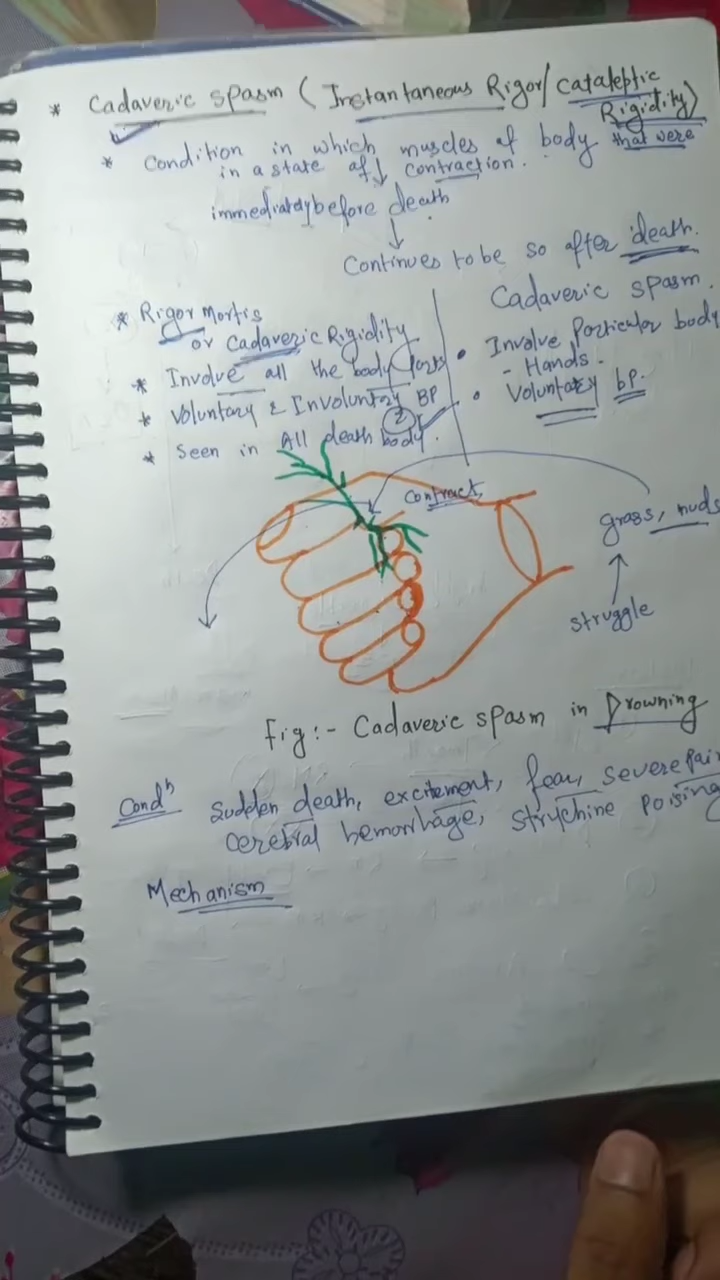 * Cadaveric spasm (Instantaneous Rigor/ Cataleptic
Rigidity)
* Condition in which muscles of body that were
in a state of contraction.
immediatly before death
Continues to be so after death.
* Rigor Mortis
or Cadaveric Rigidity
* Involve all the body parts
* Voluntary & Involuntary BP
* Seen in All death body.
2
Cadaveric spasm.
• Involve Particular body
- Hands.
• Voluntary bP.
Contract,
grass, muds
struggle
Fig:- Cadaveric spasm in Drowning
Condn Sudden death, excitement, fear, severe pain
cerebral hemorrhage, strychine poising
Mechanism